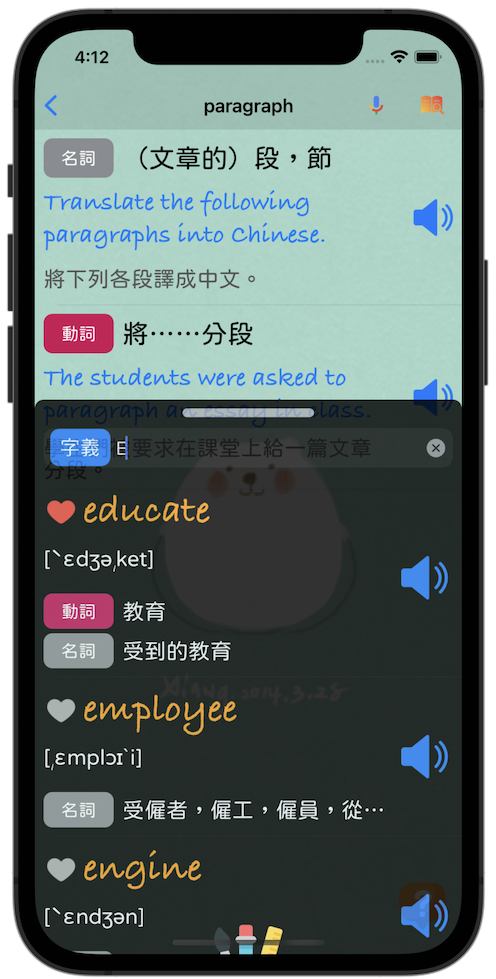 4:12
paragraph
名詞 （文章的）段，節
Translate the following
paragraphs into Chinese.
將下列各段譯成中文。
動詞 將……分段
The students were asked to
paragraph an essay in class.
學生們被要求在課堂上給一篇文章
分段。
字義 E
educate
[ˋɛdʒəˌket]
動詞 教育
名詞 受到的教育
XiANG.2014.3.28
employee
[ˌɛmplɔɪˋi]
名詞 受僱者，僱工，僱員，從…
engine
[ˋɛndʒən]